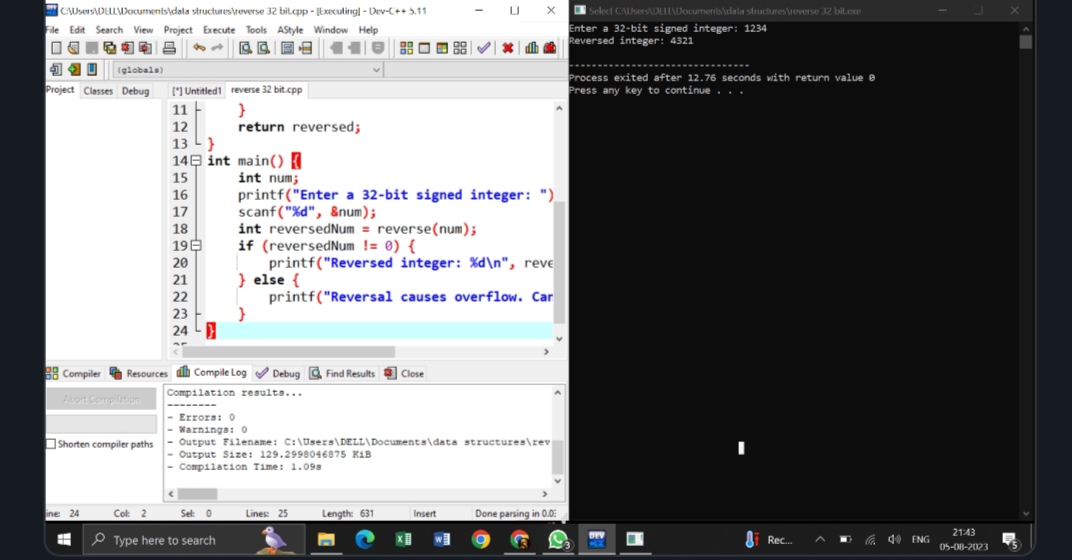 C:\Users\DELL\Documents\data structures\reverse 32 bit.cpp - [Executing] - Dev-C++ 5.11
File Edit Search View Project Execute Tools AStyle Window Help
(globals)
Project Classes Debug
[*] Untitled1 reverse 32 bit.cpp
11 }
12 return reversed;
13 }
14 int main() {
15 int num;
16 printf("Enter a 32-bit signed integer: ")
17 scanf("%d", &num);
18 int reversedNum = reverse(num);
19 if (reversedNum != 0) {
20 printf("Reversed integer: %d\n", reve
21 } else {
22 printf("Reversal causes overflow. Can
23 }
24 }
Compiler Resources Compile Log Debug Find Results Close
Abort Compilation
Shorten compiler paths
Compilation results...
--------
- Errors: 0
- Warnings: 0
- Output Filename: C:\Users\DELL\Documents\data structures\rev
- Output Size: 129.2998046875 KiB
- Compilation Time: 1.09s
ine: 24 Col: 2 Sel: 0 Lines: 25 Length: 631 Insert Done parsing in 0.03
Select C:\Users\DELL\Documents\data structures\reverse 32 bit.exe
Enter a 32-bit signed integer: 1234
Reversed integer: 4321
--------------------------------
Process exited after 12.76 seconds with return value 0
Press any key to continue . . .
Type here to search
DEV
3
Rec...
ENG
21:43
05-08-2023
5